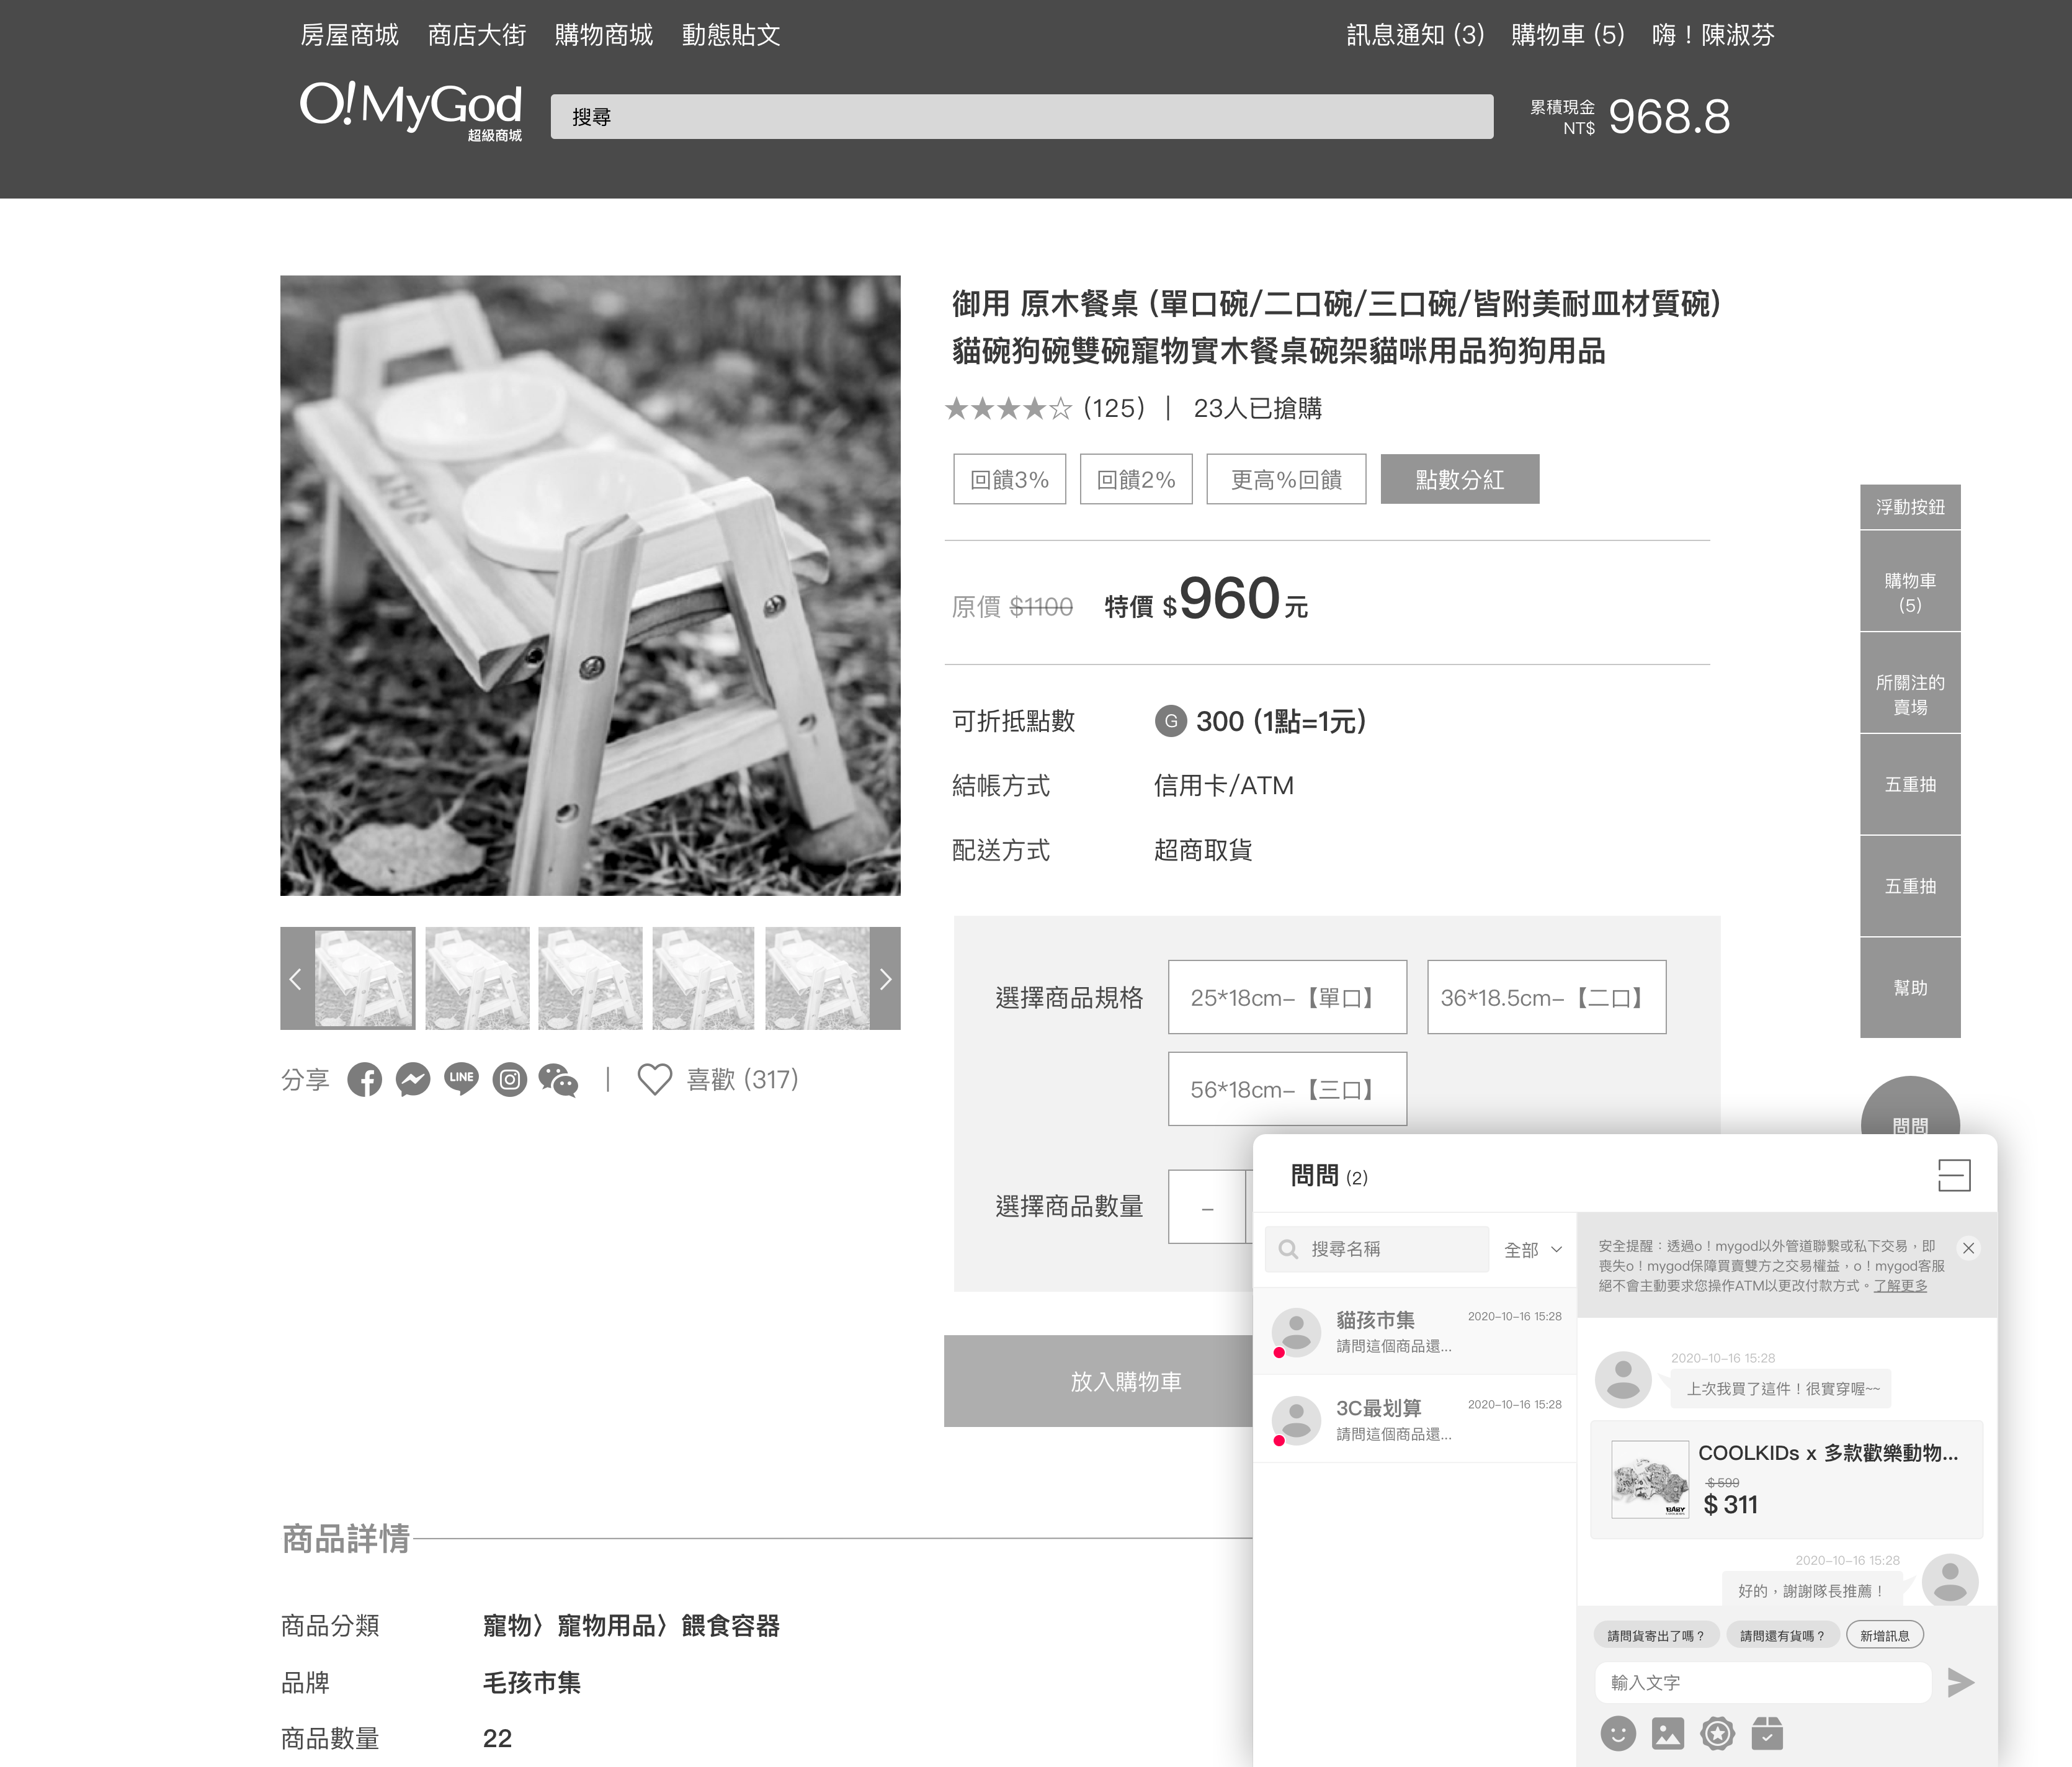 房屋商城 商店大街 購物商城 動態貼文
訊息通知 (3) 購物車 (5) 嗨！陳淑芬
O!MyGod
超級商城
搜尋
累積現金
NT$
968.8
御用 原木餐桌 (單口碗/二口碗/三口碗/皆附美耐皿材質碗)
貓碗狗碗雙碗寵物實木餐桌碗架貓咪用品狗狗用品
★★★★☆ (125) | 23人已搶購
回饋3% 回饋2% 更高%回饋 點數分紅
原價 $1100 特價 $960元
可折抵點數 G 300 (1點=1元)
結帳方式 信用卡/ATM
配送方式 超商取貨
浮動按鈕
購物車
(5)
所關注的
賣場
五重抽
五重抽
幫助
問問
分享 LINE | 喜歡 (317)
選擇商品規格 25*18cm-【單口】 36*18.5cm-【二口】
56*18cm-【三口】
選擇商品數量 -
放入購物車
商品詳情
商品分類 寵物〉寵物用品〉餵食容器
品牌 毛孩市集
商品數量 22
問問 (2)
搜尋名稱 全部
貓孩市集 2020-10-16 15:28
請問這個商品還...
3C最划算 2020-10-16 15:28
請問這個商品還...
安全提醒：透過o！mygod以外管道聯繫或私下交易，即
喪失o！mygod保障買賣雙方之交易權益，o！mygod客服
絕不會主動要求您操作ATM以更改付款方式。了解更多
2020-10-16 15:28
上次我買了這件！很實穿喔~~
COOLKIDs x 多款歡樂動物...
$ 599
$ 311
BABY
2020-10-16 15:28
好的，謝謝隊長推薦！
請問貨寄出了嗎？ 請問還有貨嗎？ 新增訊息
輸入文字